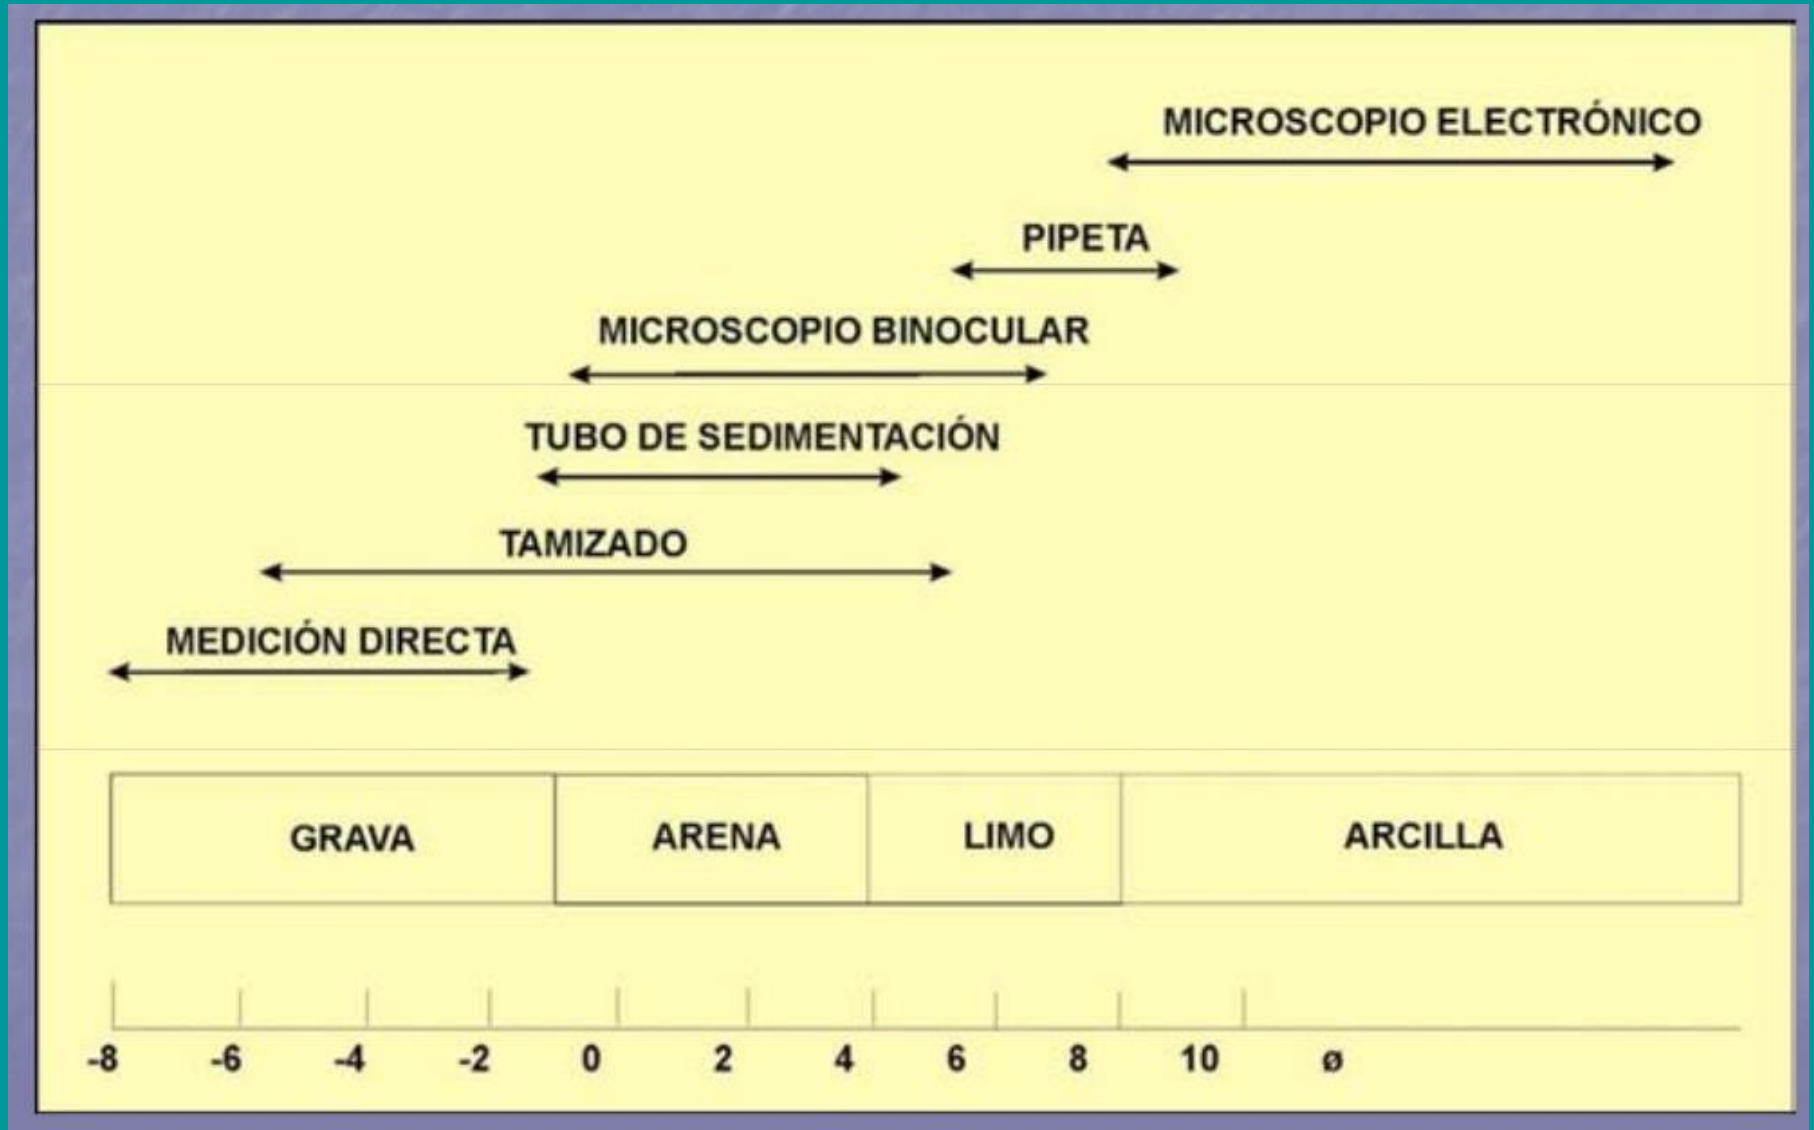 MICROSCOPIO ELECTRÓNICO
PIPETA
MICROSCOPIO BINOCULAR
TUBO DE SEDIMENTACIÓN
TAMIZADO
MEDICIÓN DIRECTA
GRAVA ARENA LIMO ARCILLA
-8 -6 -4 -2 0 2 4 6 8 10 ø